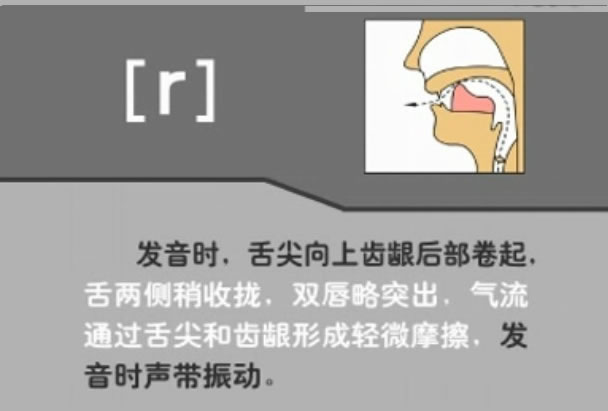 [r]
发音时，舌尖向上齿龈后部卷起，
舌两侧稍收拢，双唇略突出，气流
通过舌尖和齿龈形成轻微摩擦，发
音时声带振动。